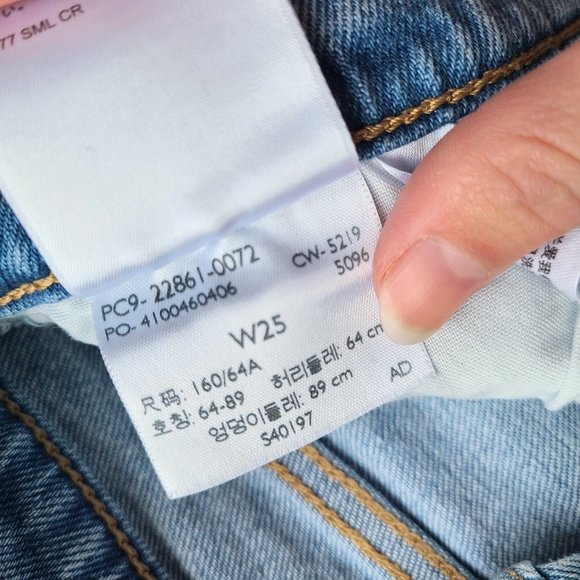 77 SML CR
PC9-22861-0072 CW-5219
PO-4100460406 5096
W25
尺码: 160/64A 허리둘레: 64 cm
호칭: 64-89 엉덩이둘레: 89 cm
S40197 AD